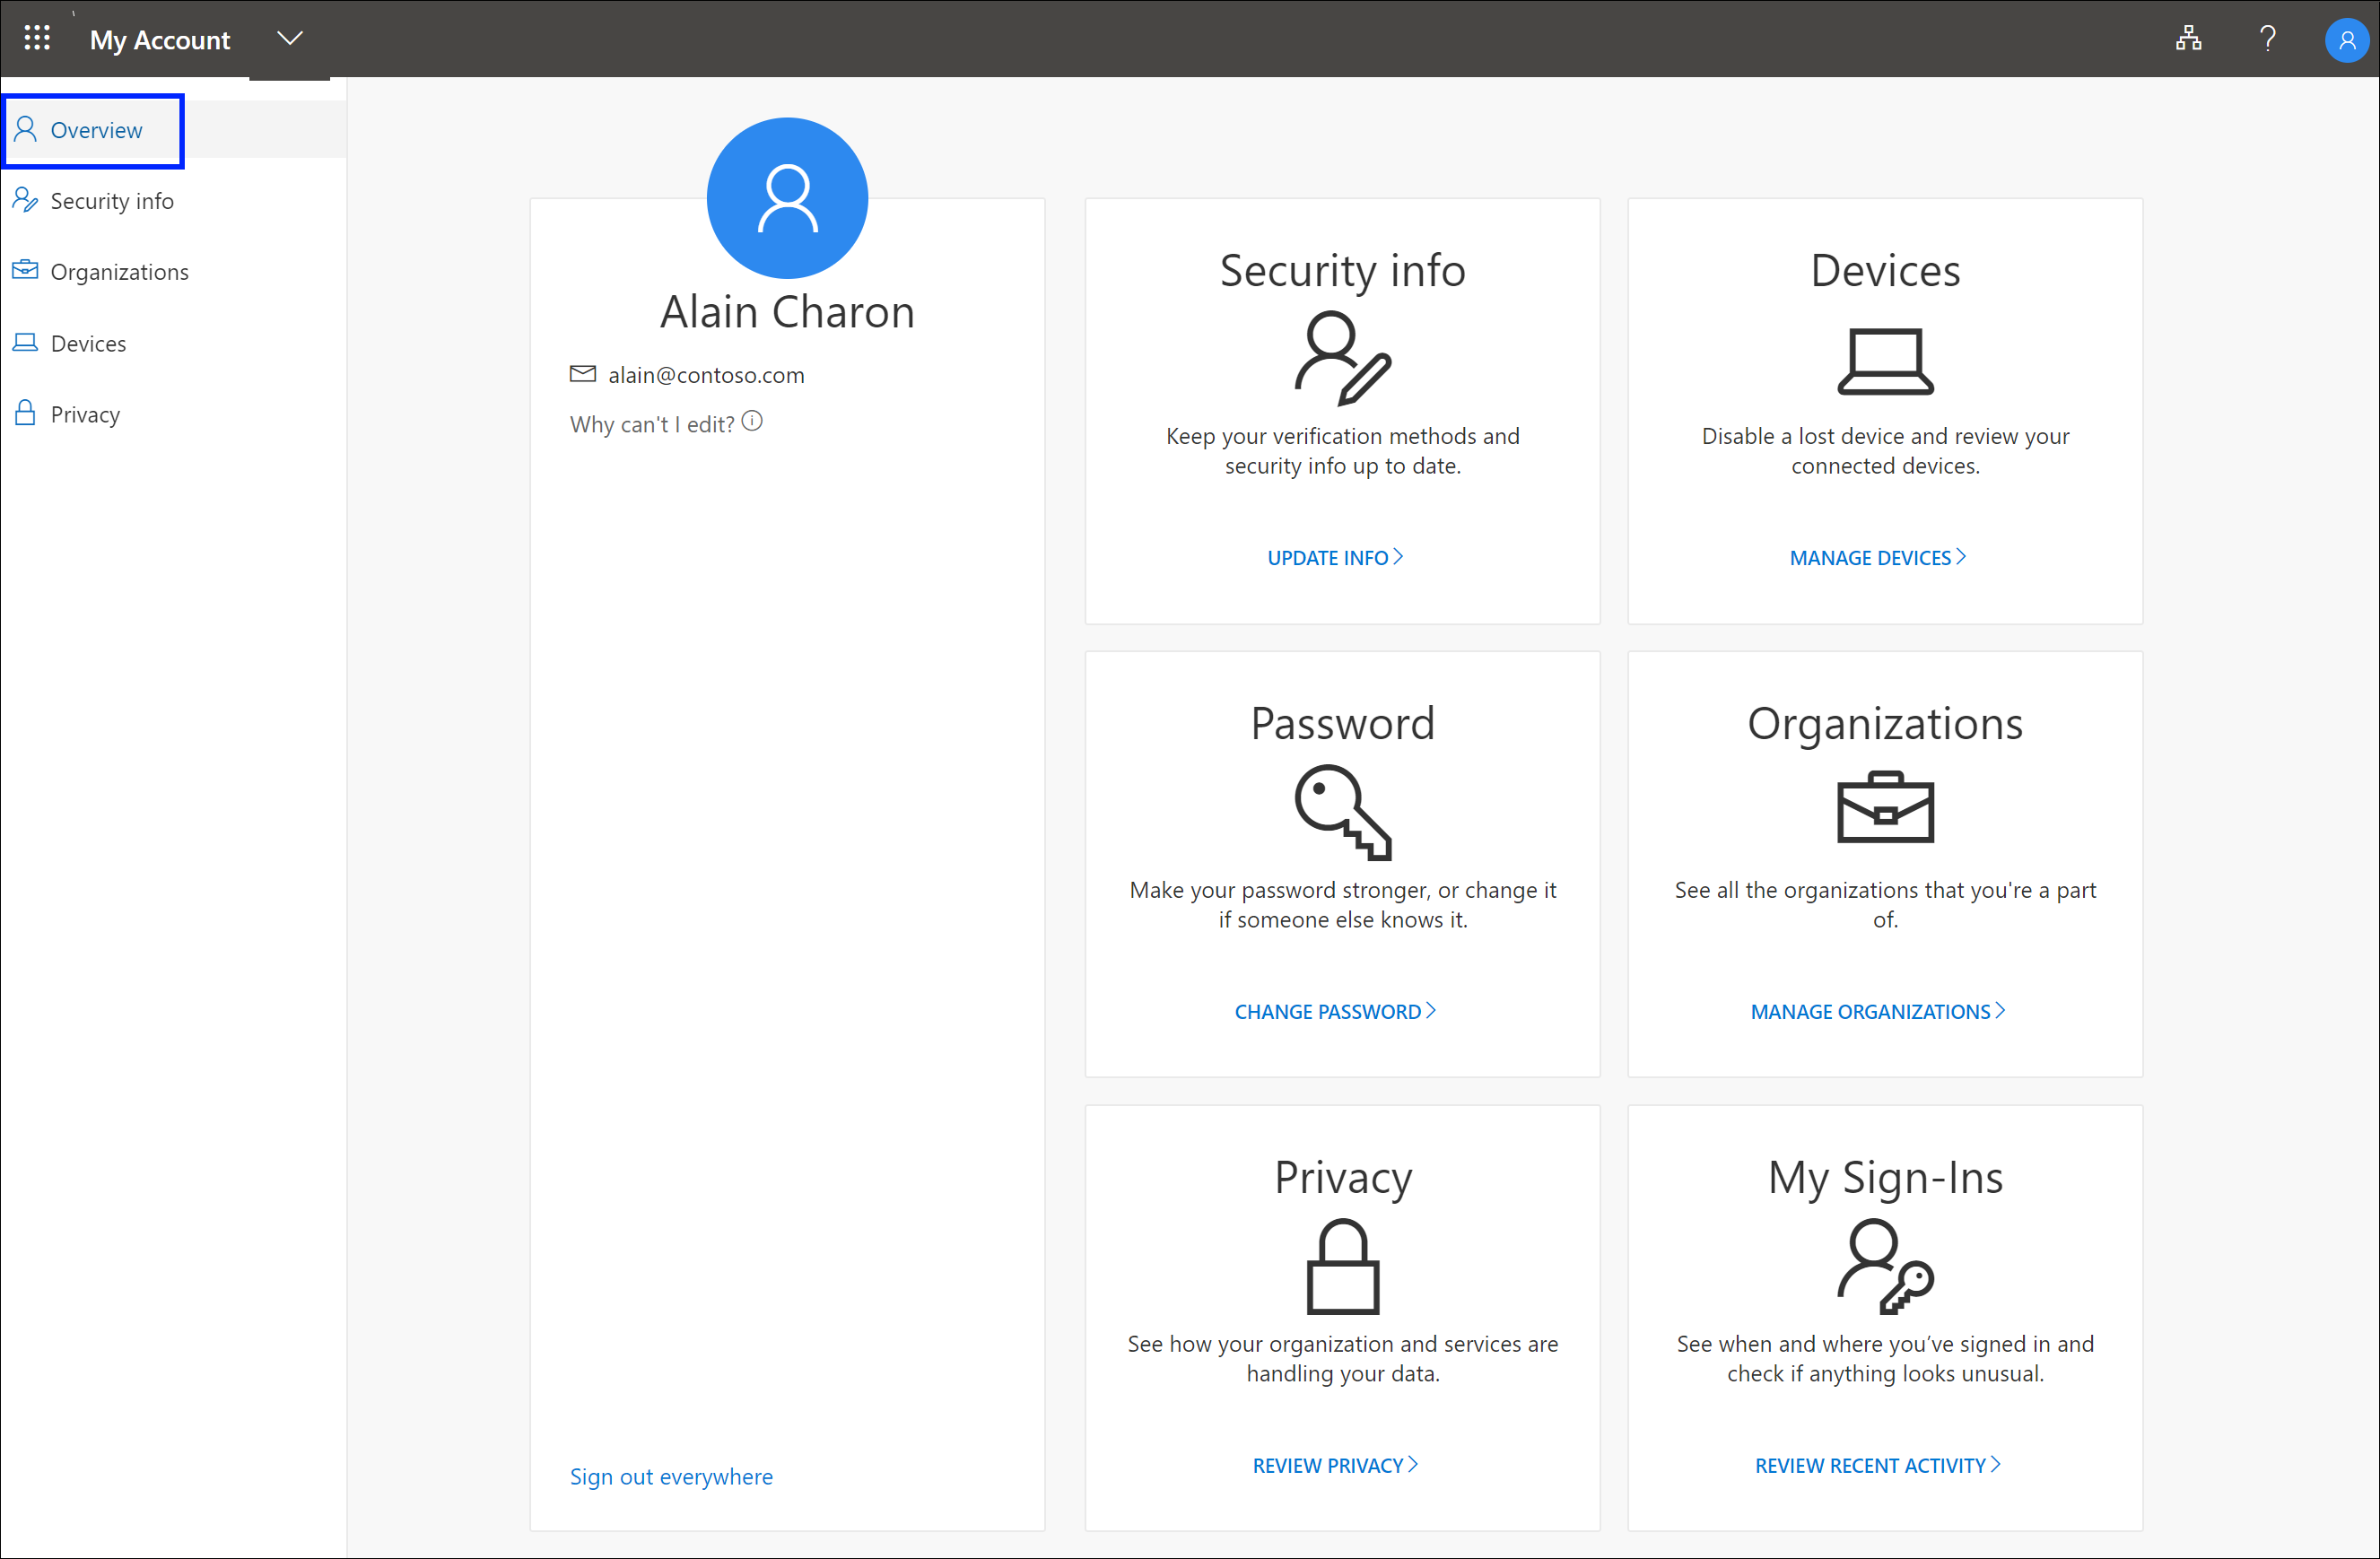 My Account
?
Overview
Security info
Organizations
Devices
Privacy
Alain Charon
alain@contoso.com
Why can't I edit?
Sign out everywhere
Security info
Keep your verification methods and
security info up to date.
UPDATE INFO
Devices
Disable a lost device and review your
connected devices.
MANAGE DEVICES
Password
Make your password stronger, or change it
if someone else knows it.
CHANGE PASSWORD
Organizations
See all the organizations that you're a part
of.
MANAGE ORGANIZATIONS
Privacy
See how your organization and services are
handling your data.
REVIEW PRIVACY
My Sign-Ins
See when and where you’ve signed in and
check if anything looks unusual.
REVIEW RECENT ACTIVITY